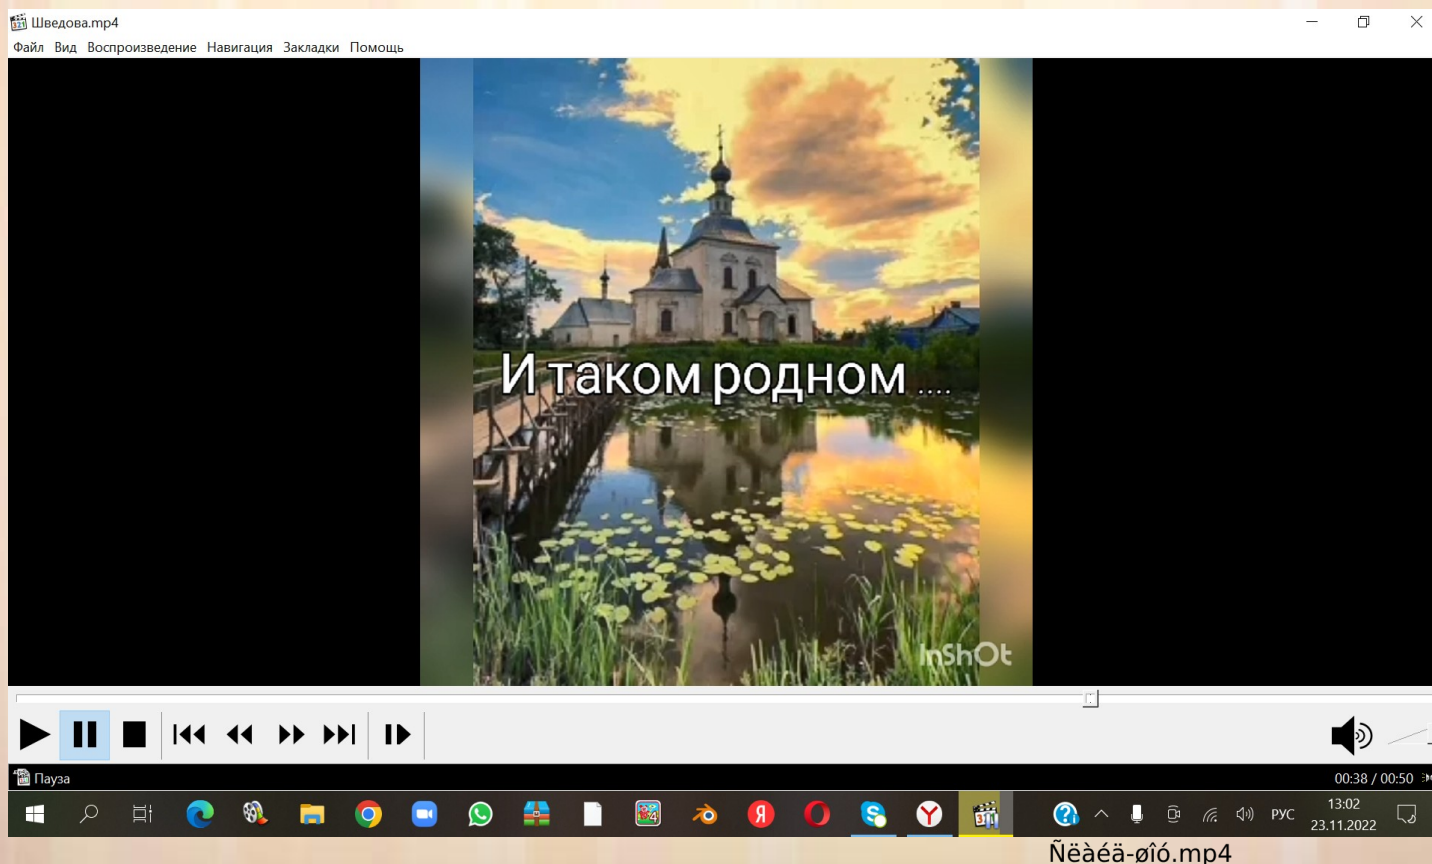 Шведова.mp4
Файл Вид Воспроизведение Навигация Закладки Помощь
И таком родном ....
InShOt
Пауза
00:38 / 00:50
РУС
13:02
23.11.2022
Ñëàéä-øîó.mp4